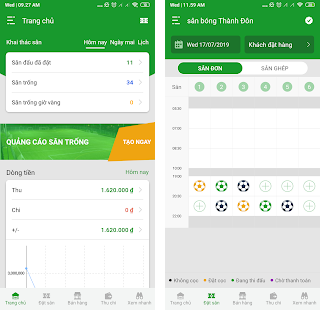 Wed | 09.27 AM
Trang chủ
Khai thác sân
Hôm nay
Ngày mai
Lịch
Sân đấu đã đặt
11
Sân trống
34
Sân trống giờ vàng
0
QUẢNG CÁO SÂN TRỐNG
TẠO NGAY
Dòng tiền
Hôm nay
Thu
1.620.000 ₫
Chi
0 ₫
+/-
1.620.000 ₫
Trang chủ
Đặt sân
Bán hàng
Thu chi
Xem nhanh
Wed | 11.59 AM
sân bóng Thành Đôn
Wed 17/07/2019
Khách đặt hàng
SÂN ĐƠN
SÂN GHÉP
Sân
1
2
3
4
5
6
Không cọc
Đặt cọc
Đang thi đấu
Chờ thanh toán
Trang chủ
Đặt sân
Bán hàng
Thu chi
Xem nhanh